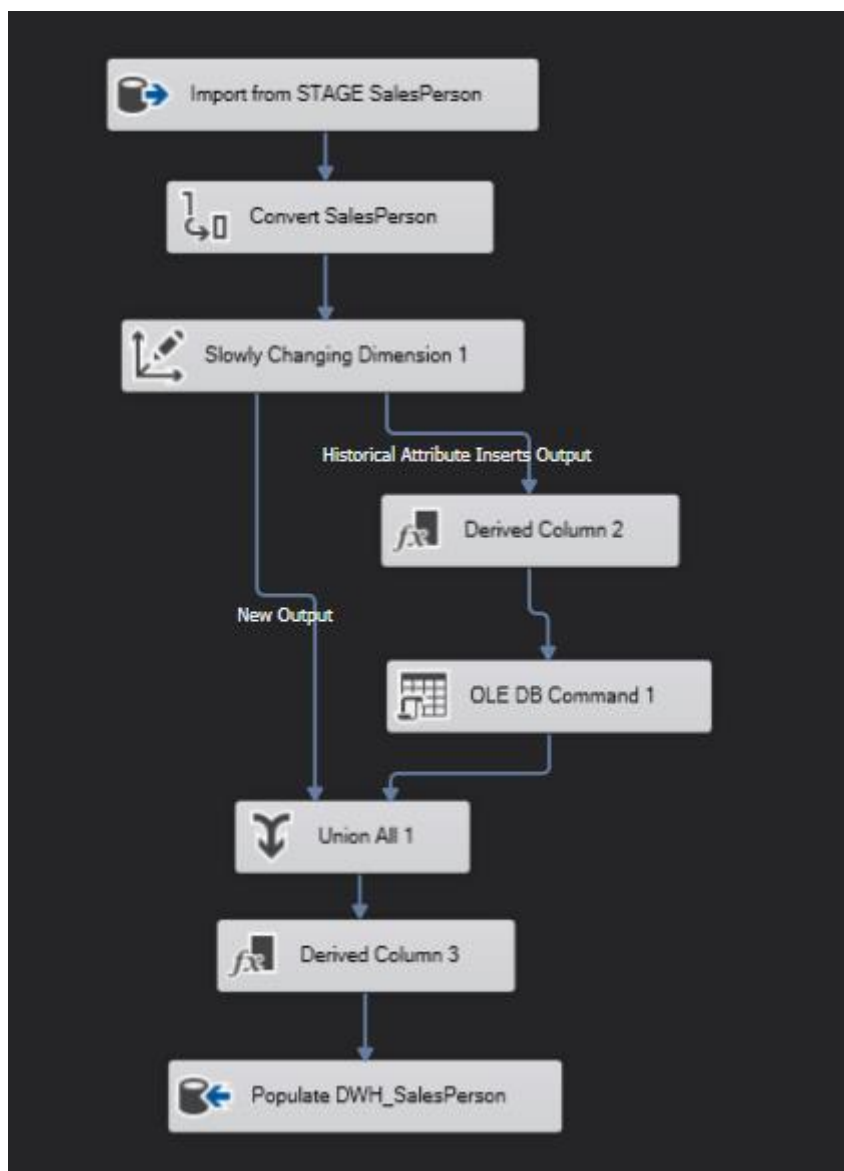 Import from STAGE SalesPerson
Convert SalesPerson
Slowly Changing Dimension 1
Historical Attribute Inserts Output
Derived Column 2
New Output
OLE DB Command 1
Union All 1
Derived Column 3
Populate DWH_SalesPerson